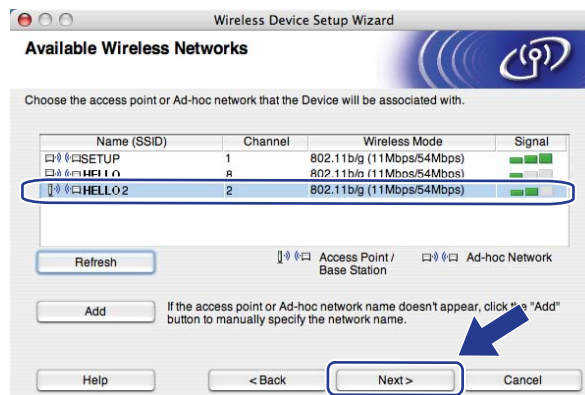 Wireless Device Setup Wizard
Available Wireless Networks
Choose the access point or Ad-hoc network that the Device will be associated with.
Name (SSID) Channel Wireless Mode Signal
SETUP 1 802.11b/g (11Mbps/54Mbps)
HELLO 8 802.11b/g (11Mbps/54Mbps)
HELLO2 2 802.11b/g (11Mbps/54Mbps)
Refresh Access Point / Ad-hoc Network
Base Station
Add If the access point or Ad-hoc network name doesn't appear, click the "Add"
button to manually specify the network name.
Help < Back Next > Cancel